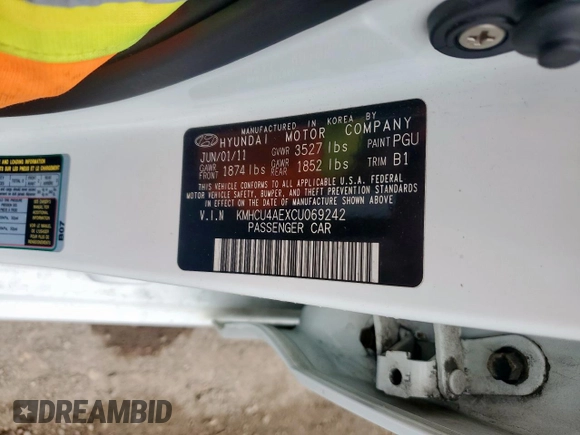 MANUFACTURED IN KOREA BY
HYUNDAI MOTOR COMPANY
JUN/01/11 GVWR 3527 lbs PAINT PGU
GAWR FRONT 1874 lbs GAWR REAR 1852 lbs TRIM B1
THIS VEHICLE CONFORMS TO ALL APPLICABLE U.S.A. FEDERAL
MOTOR VEHICLE SAFETY, BUMPER, AND THEFT PREVENTION STANDARDS
IN EFFECT ON THE DATE OF MANUFACTURE SHOWN ABOVE.
V.I.N KMHCU4AEXCU069242
PASSENGER CAR
B07
DREAMBID